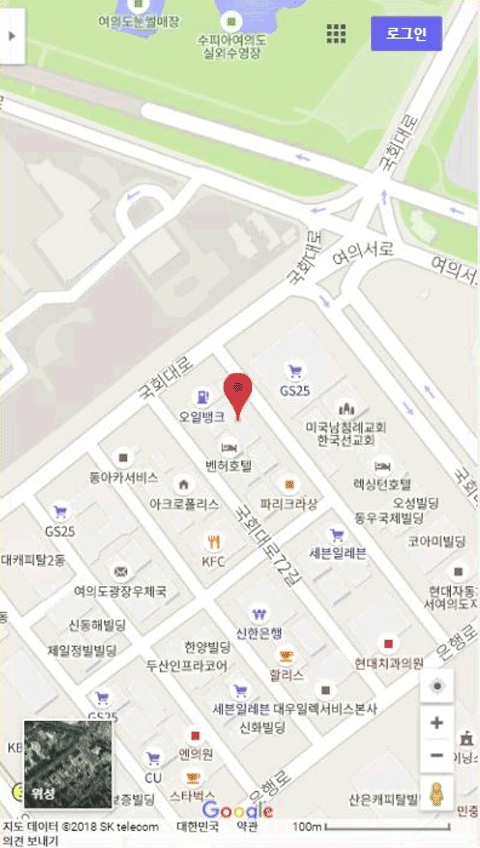 여의도눈썰매장
수피아여의도
실외수영장
로그인
국회대로
국회대로
여의서로
여의서로
국회대로
GS25
오일뱅크
미국남침례교회
한국선교회
벤허호텔
렉싱턴호텔
동아카서비스
아크로폴리스
파리크라상
오성빌딩
동우국제빌딩
GS25
국회대로72길
세븐일레븐
코아미빌딩
KFC
대캐피탈2동
여의도광장우체국
현대자동
서여의도지
신동해빌딩
신한은행
은행로
한양빌딩
제일정빌빌딩
두산인프라코어
현대치과의원
할리스
세븐일레븐
대우일렉서비스본사
GS25
신화빌딩
엔의원
CU
은행로
위성
스타벅스
산은캐피탈빌
Google
지도 데이터 ©2018 SK telecom
대한민국
약관
100m
의견 보내기